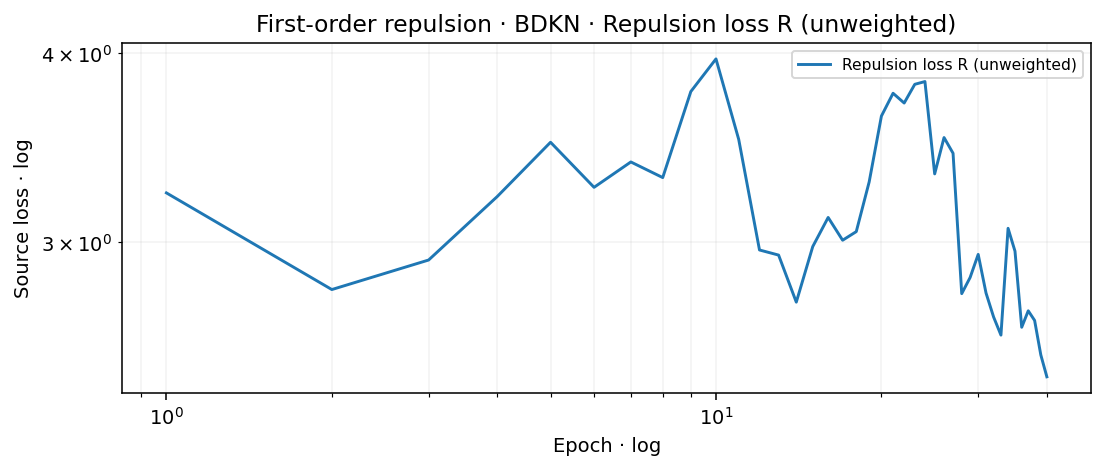 First-order repulsion · BDKN · Repulsion loss R (unweighted)
Repulsion loss R (unweighted)
Source loss · log
4 × 10⁰
3 × 10⁰
10⁰ 10¹
Epoch · log